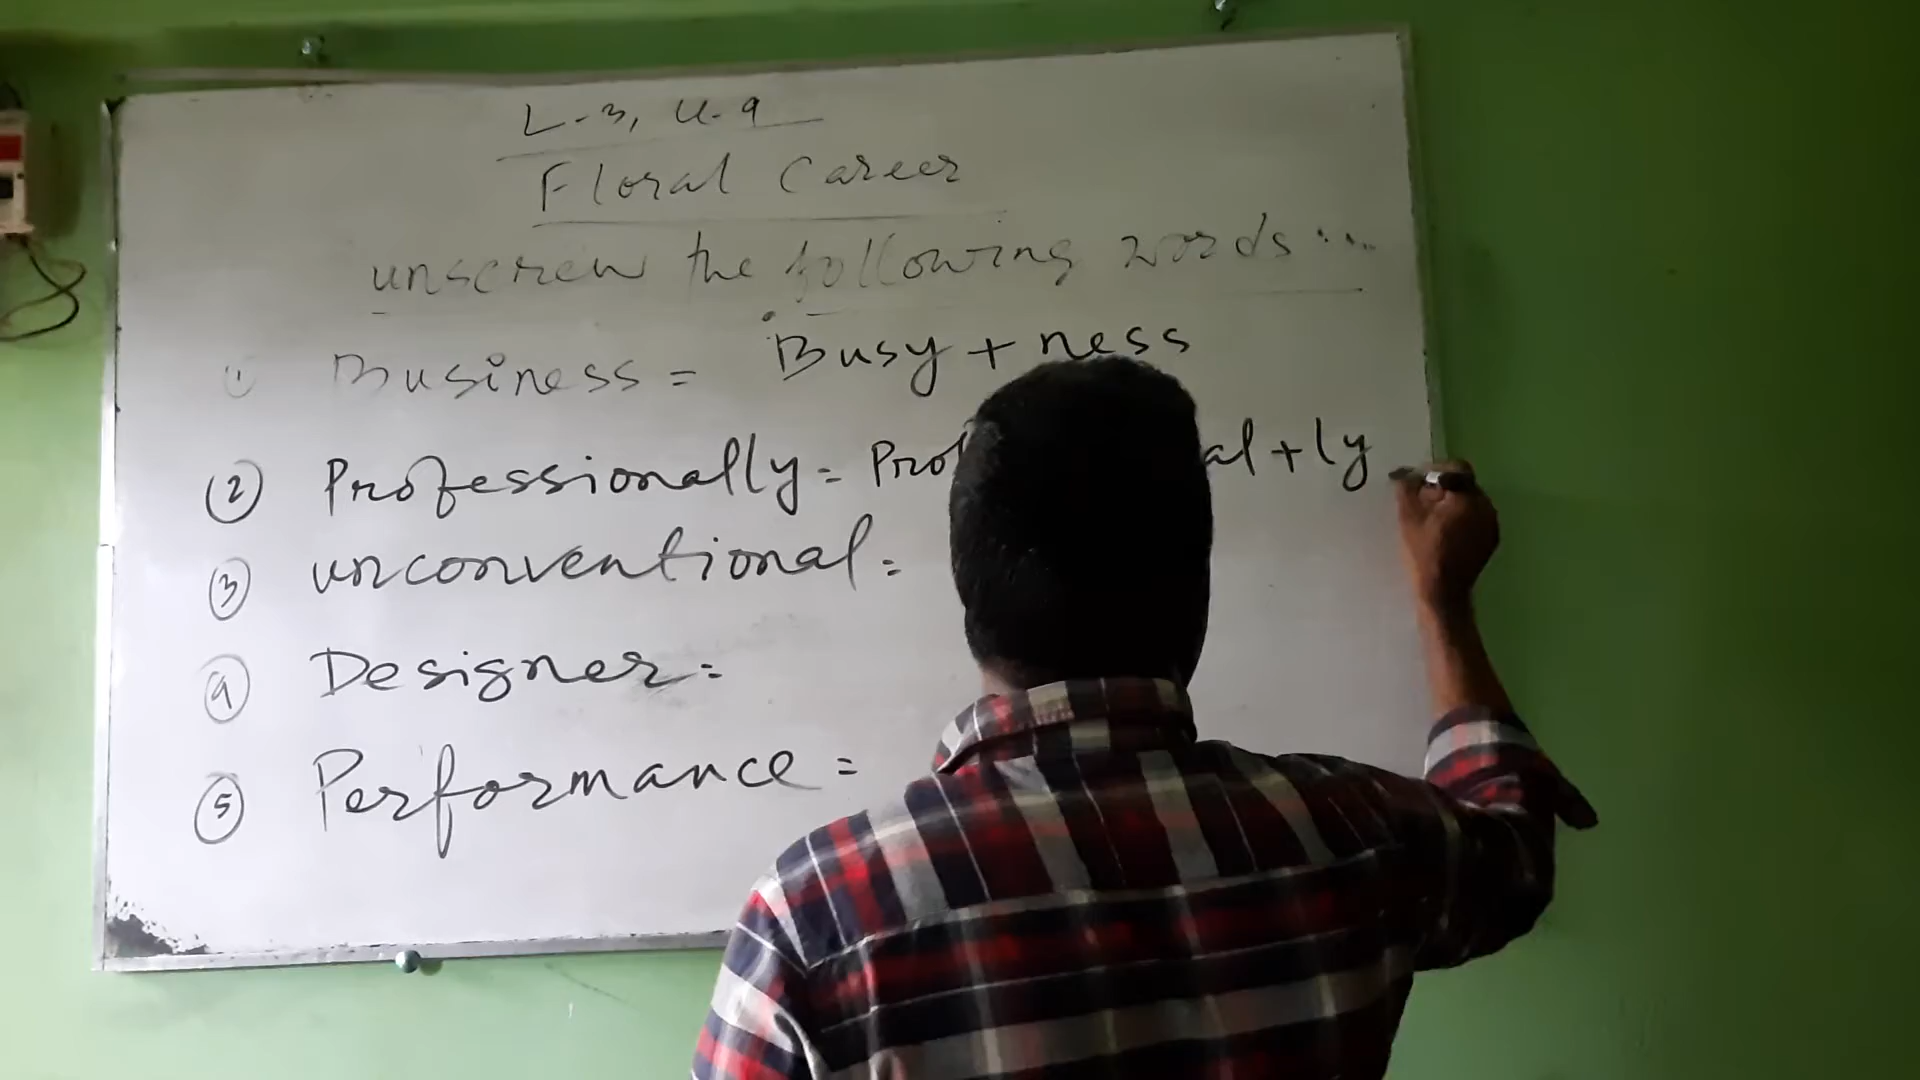 L-3, U-9
Floral Career
unscrew the following words...
① Business = Busy + ness
② Professionally = Pro al + ly
③ unconventional =
④ Designer =
⑤ Performance =